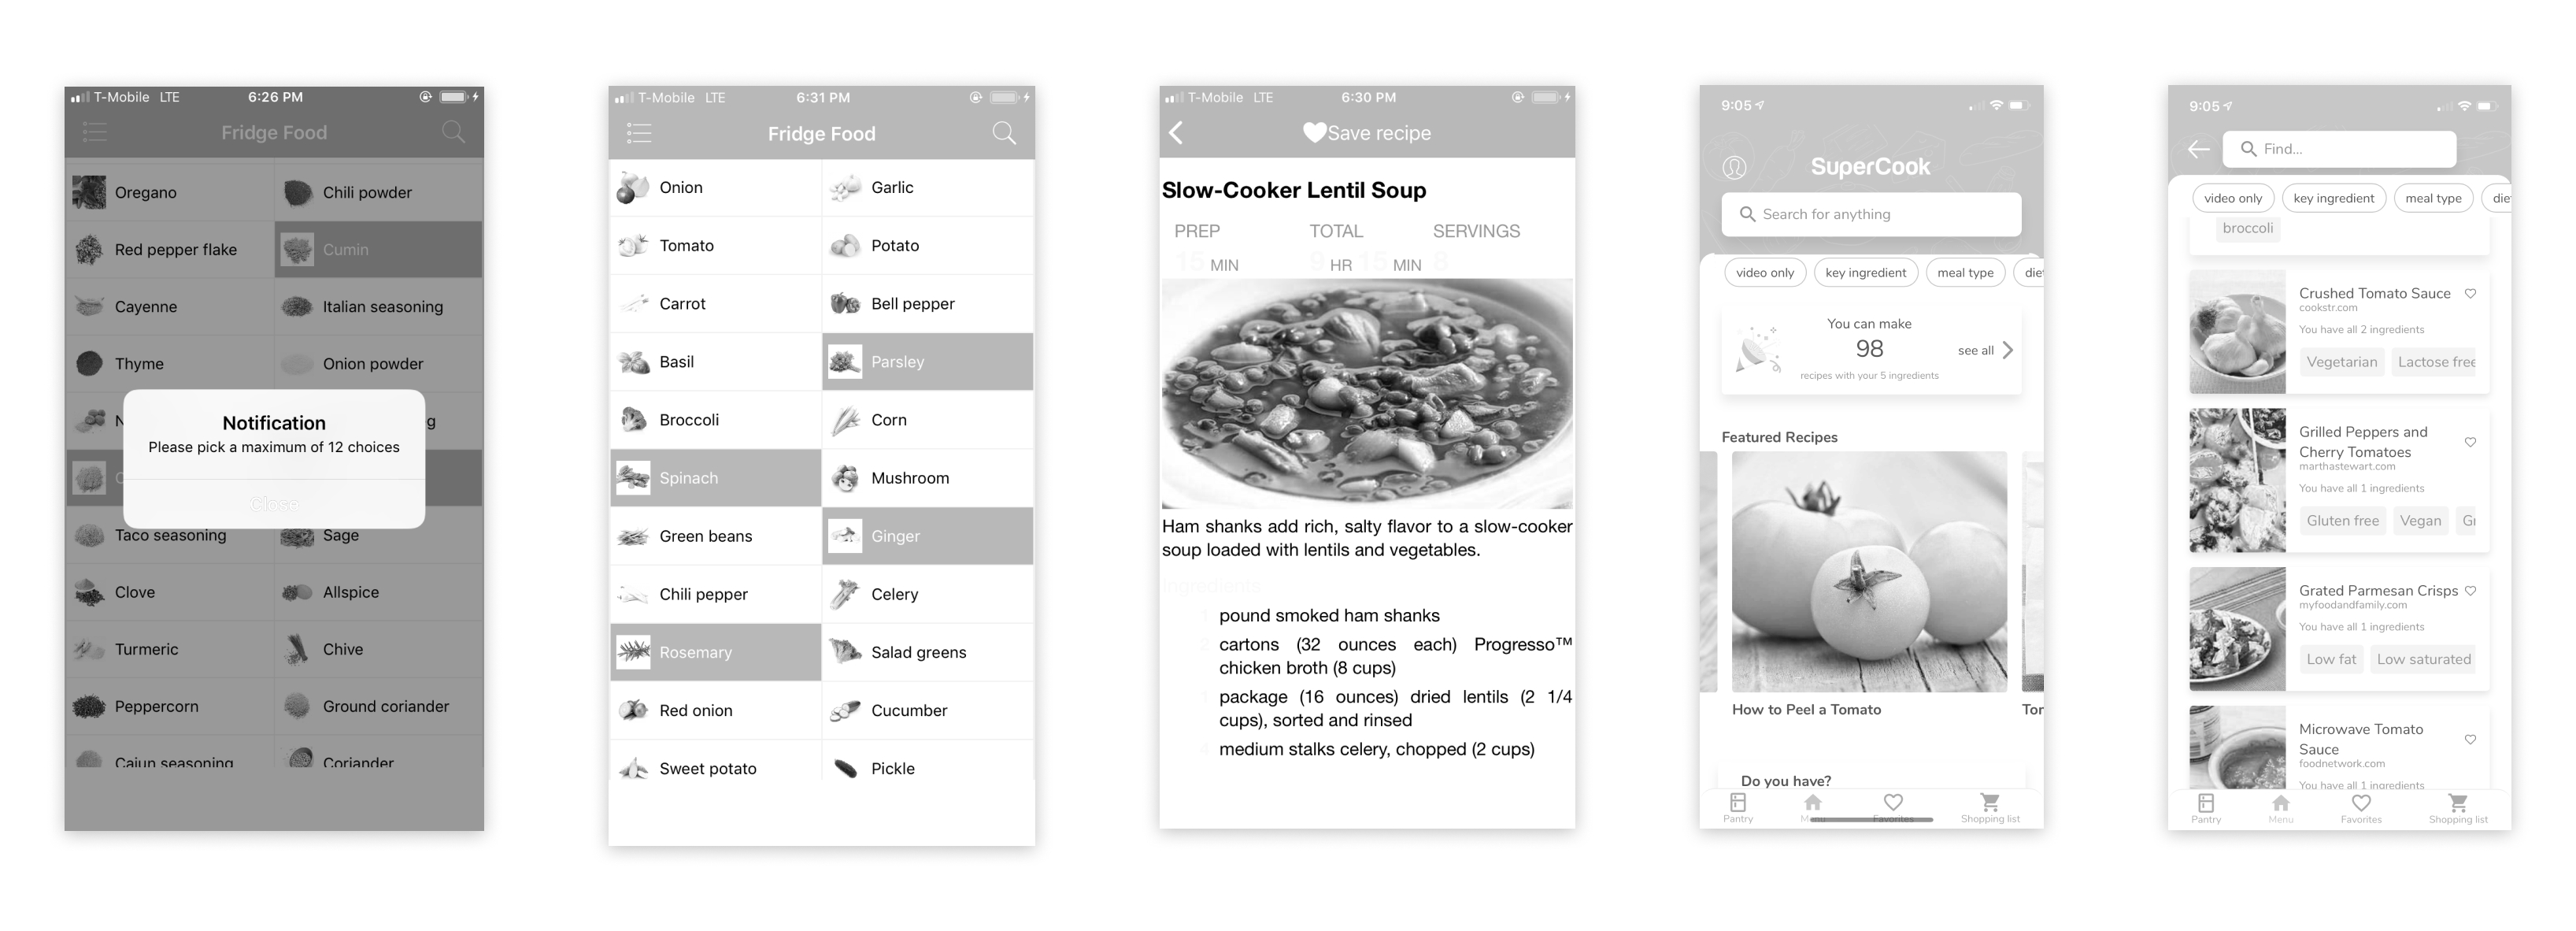 T-Mobile LTE 6:26 PM
Fridge Food
Oregano Chili powder
Red pepper flake Cumin
Cayenne Italian seasoning
Thyme Onion powder
Notification
Please pick a maximum of 12 choices
Close
Taco seasoning Sage
Clove Allspice
Turmeric Chive
Peppercorn Ground coriander
Cajun seasoning Coriander
T-Mobile LTE 6:31 PM
Fridge Food
Onion Garlic
Tomato Potato
Carrot Bell pepper
Basil Parsley
Broccoli Corn
Spinach Mushroom
Green beans Ginger
Chili pepper Celery
Rosemary Salad greens
Red onion Cucumber
Sweet potato Pickle
T-Mobile LTE 6:30 PM
Save recipe
Slow-Cooker Lentil Soup
PREP TOTAL SERVINGS
15 MIN 9 HR 15 MIN 8
Ham shanks add rich, salty flavor to a slow-cooker
soup loaded with lentils and vegetables.
Ingredients
1 pound smoked ham shanks
2 cartons (32 ounces each) Progresso™
chicken broth (8 cups)
1 package (16 ounces) dried lentils (2 1/4
cups), sorted and rinsed
4 medium stalks celery, chopped (2 cups)
9:05
SuperCook
Search for anything
video only key ingredient meal type die
You can make
98
see all
recipes with your 5 ingredients
Featured Recipes
How to Peel a Tomato
Do you have?
Pantry Menu Favorites Shopping list
9:05
Find...
video only key ingredient meal type die
broccoli
Crushed Tomato Sauce
cookstr.com
You have all 2 ingredients
Vegetarian Lactose free
Grilled Peppers and
Cherry Tomatoes
marthastewart.com
You have all 1 ingredients
Gluten free Vegan
Grated Parmesan Crisps
myfoodandfamily.com
You have all 1 ingredients
Low fat Low saturated
Microwave Tomato
Sauce
foodnetwork.com
You have all 1 ingredients
Pantry Menu Favorites Shopping list